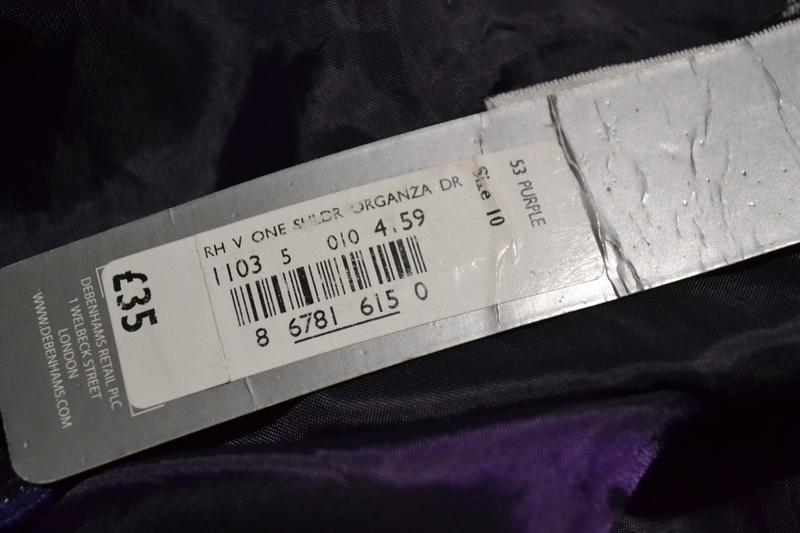 RH V ONE SHLDR ORGANZA DR
1103 5 010 4.59
8 6781 615 0
Size 10
53 PURPLE
£35
DEBENHAMS RETAIL PLC
1 WELBECK STREET
LONDON
WWW.DEBENHAMS.COM